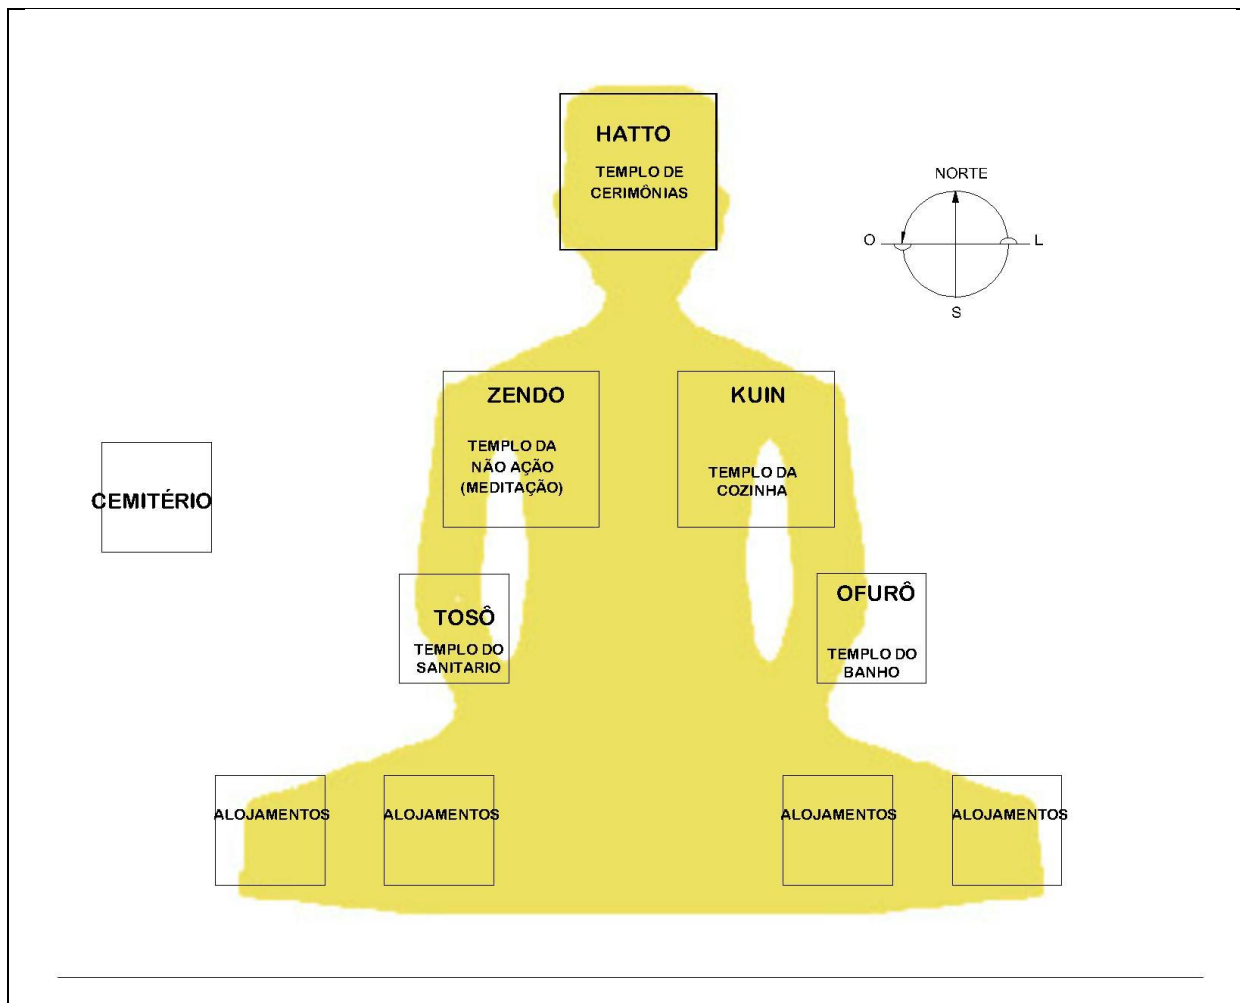 HATTO
TEMPLO DE
CERIMÔNIAS
NORTE
O
L
S
ZENDO
TEMPLO DA
NÃO AÇÃO
(MEDITAÇÃO)
KUIN
TEMPLO DA
COZINHA
CEMITÉRIO
TOSÔ
TEMPLO DO
SANITARIO
OFURÔ
TEMPLO DO
BANHO
ALOJAMENTOS
ALOJAMENTOS
ALOJAMENTOS
ALOJAMENTOS